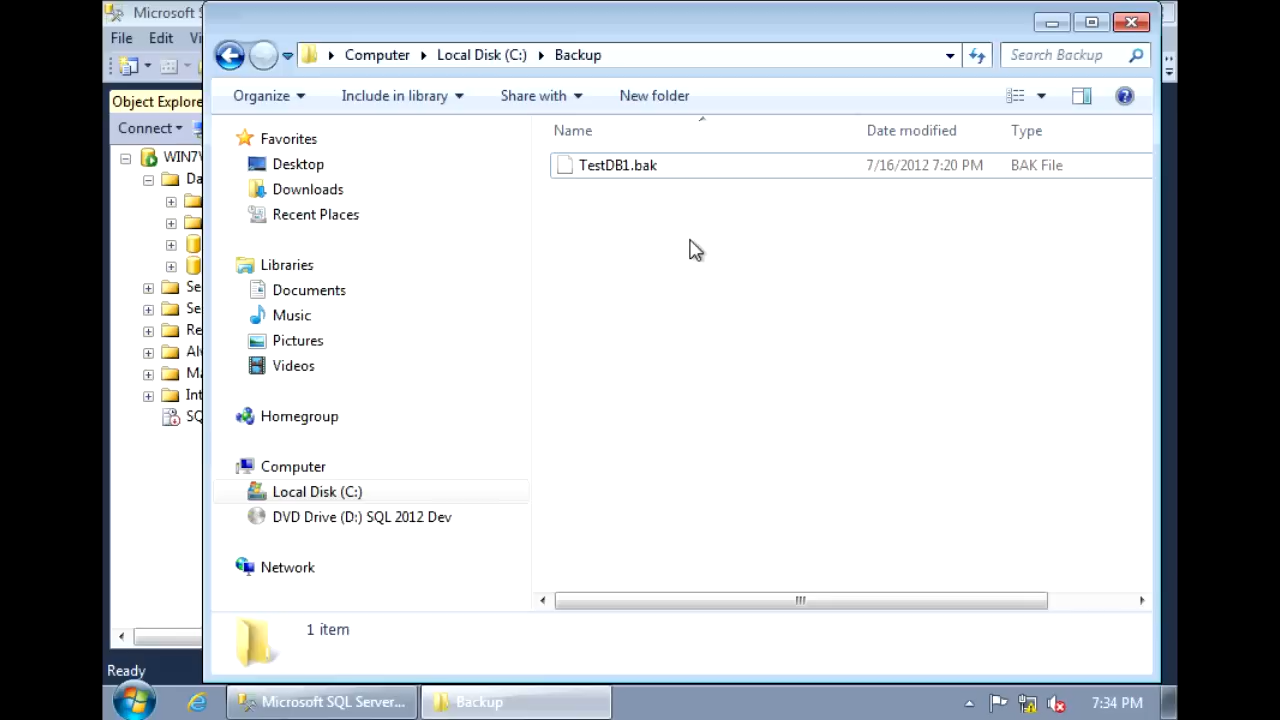 Microsoft S
File Edit Vi
Object Explore
Connect
WIN7V
Da
Se
Se
Re
Al
Ma
Int
SQ
Ready
Computer Local Disk (C:) Backup
Search Backup
Organize Include in library Share with New folder
Favorites
Desktop
Downloads
Recent Places
Libraries
Documents
Music
Pictures
Videos
Homegroup
Computer
Local Disk (C:)
DVD Drive (D:) SQL 2012 Dev
Network
Name Date modified Type
TestDB1.bak 7/16/2012 7:20 PM BAK File
1 item
Microsoft SQL Server... Backup 7:34 PM